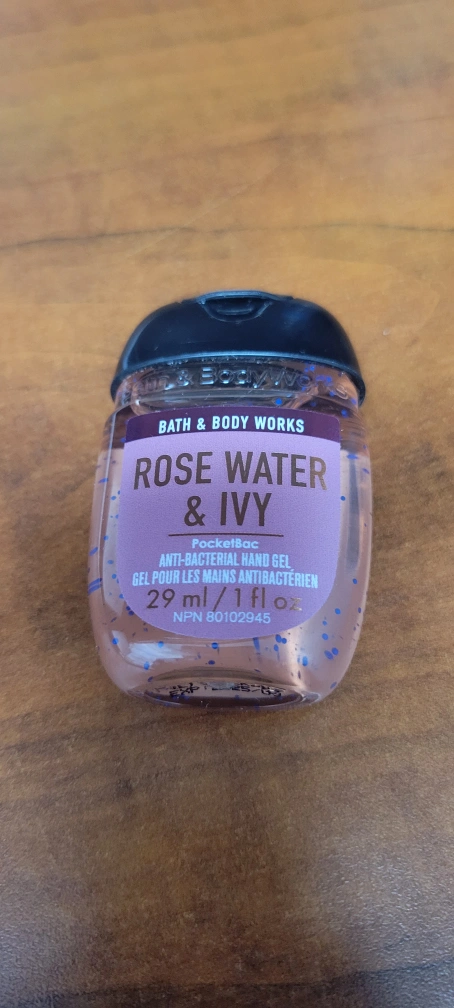 BATH & BODY WORKS
ROSE WATER
& IVY
PocketBac
ANTI-BACTERIAL HAND GEL
GEL POUR LES MAINS ANTIBACTÉRIEN
29 ml / 1 fl oz
NPN 80102945
EXP